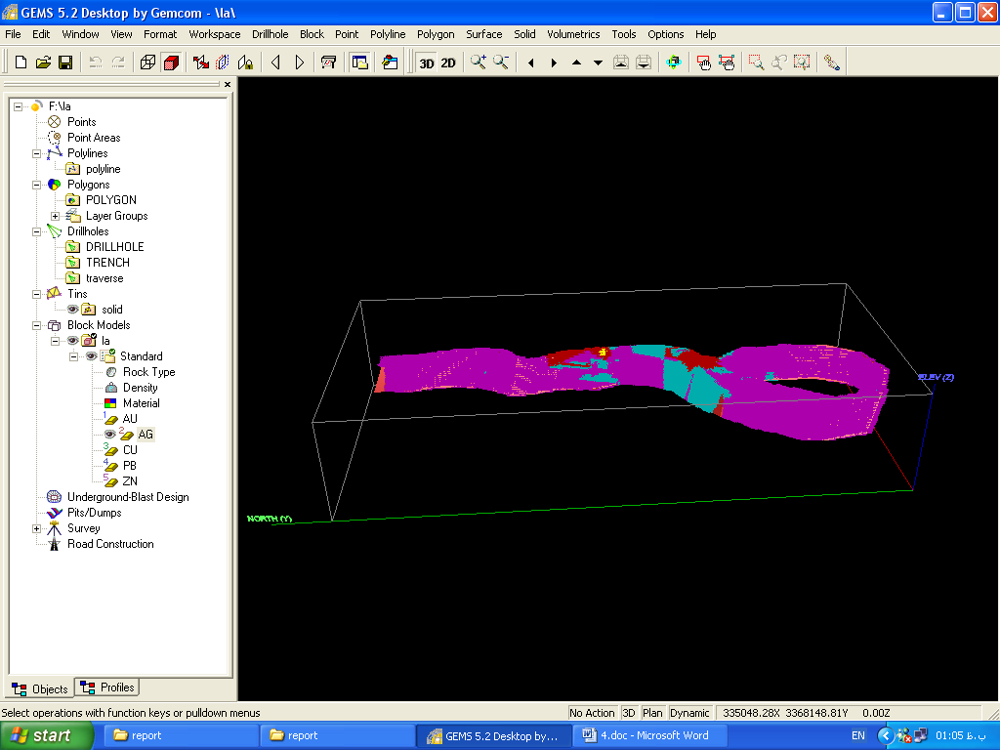 GEMS 5.2 Desktop by Gemcom - \la\
File Edit Window View Format Workspace Drillhole Block Point Polyline Polygon Surface Solid Volumetrics Tools Options Help
3D 2D
F:\la
Points
Point Areas
Polylines
polyline
Polygons
POLYGON
Layer Groups
Drillholes
DRILLHOLE
TRENCH
traverse
Tins
solid
Block Models
la
Standard
Rock Type
Density
Material
1 AU
2 AG
3 CU
4 PB
5 ZN
Underground-Blast Design
Pits/Dumps
Survey
Road Construction
ELEV (Z)
NORTH (Y)
Objects Profiles
Select operations with function keys or pulldown menus
No Action 3D Plan Dynamic 335048.28X 3368148.81Y 0.00Z
start report report GEMS 5.2 Desktop by... 4.doc - Microsoft Word EN 01:05 ب.ظ